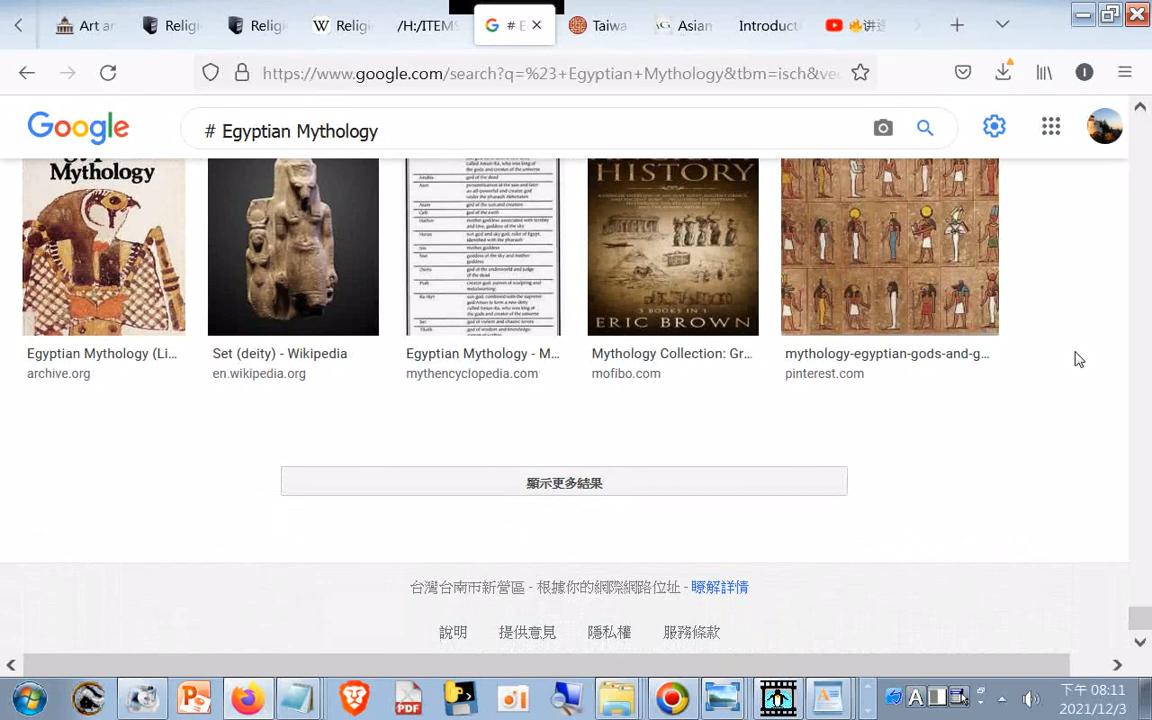 Art ar
Religi
Religi
Religi
/H:/ITEMS
# E
Taiwa
Asian
Introduct
https://www.google.com/search?q=%23+Egyptian+Mythology&tbm=isch&ve
Google
# Egyptian Mythology
Mythology
HISTORY
3 BOOKS IN 1
ERIC BROWN
Egyptian Mythology (Li...
archive.org
Set (deity) - Wikipedia
en.wikipedia.org
Egyptian Mythology - M...
mythencyclopedia.com
Mythology Collection: Gr...
mofibo.com
mythology-egyptian-gods-and-g...
pinterest.com
顯示更多結果
台灣台南市新營區 - 根據你的網際網路位址 - 瞭解詳情
說明 提供意見 隱私權 服務條款
下午 08:11
2021/12/3